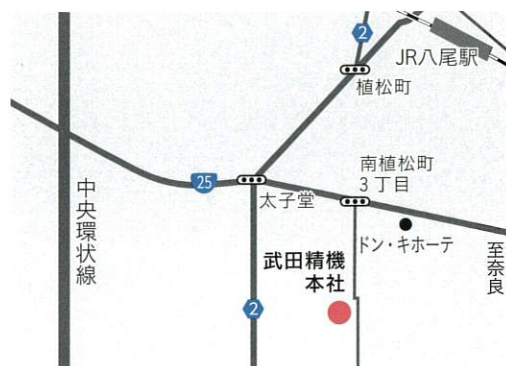 2
JR八尾駅
植松町
25
太子堂
南植松町
3丁目
中央環状線
ドン・キホーテ
至奈良
武田精機
本社
2